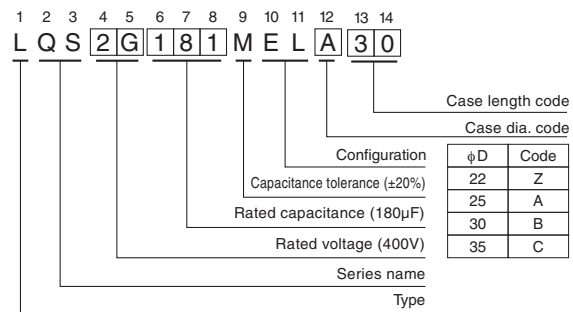 1 2 3 4 5 6 7 8 9 10 11 12 13 14
L Q S 2 G 1 8 1 M E L A 3 0
Case length code
Case dia. code
Configuration
Capacitance tolerance (±20%)
Rated capacitance (180µF)
Rated voltage (400V)
Series name
Type
ϕD Code
22 Z
25 A
30 B
35 C